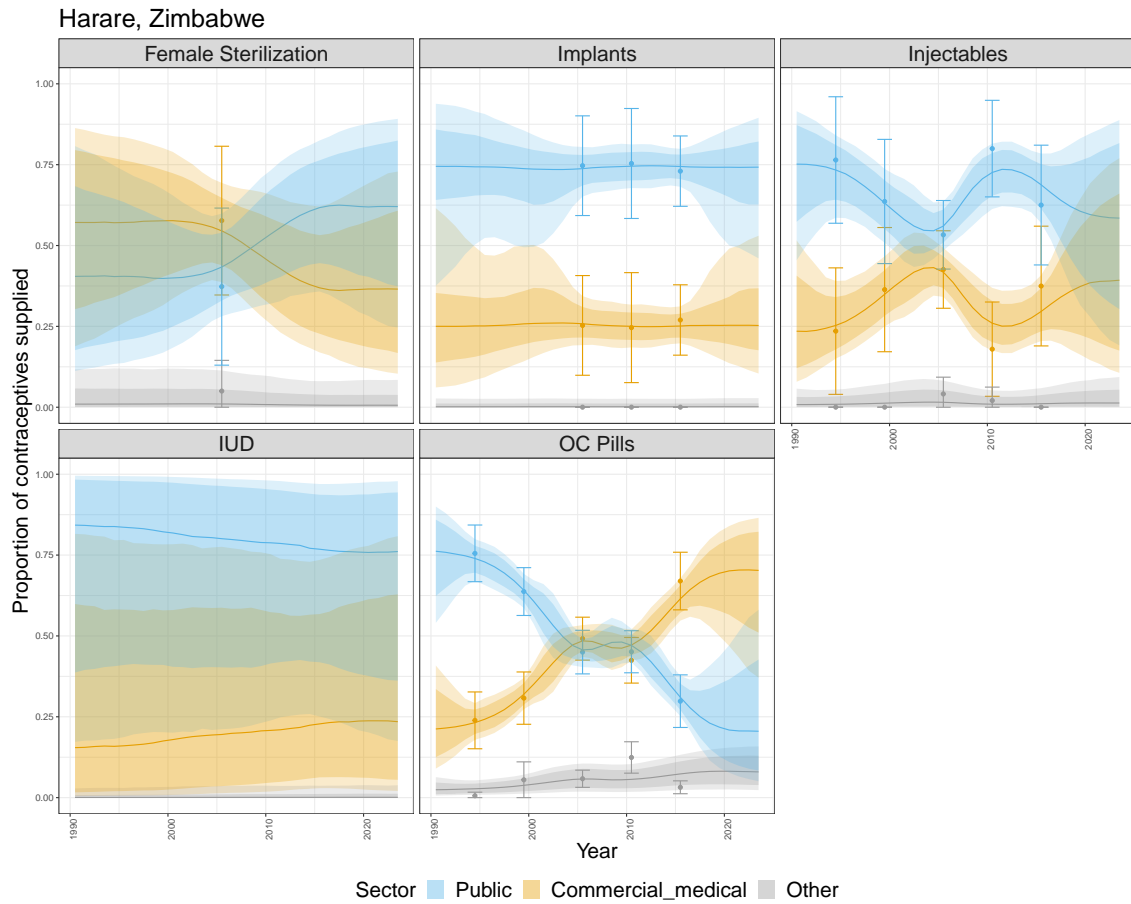 Harare, Zimbabwe
Female Sterilization
Implants
Injectables
1.00
0.75
0.50
0.25
0.00
1990
2000
2010
2020
IUD
OC Pills
1.00
0.75
0.50
0.25
0.00
1990
2000
2010
2020
1990
2000
2010
2020
Proportion of contraceptives supplied
Year
Sector Public Commercial_medical Other